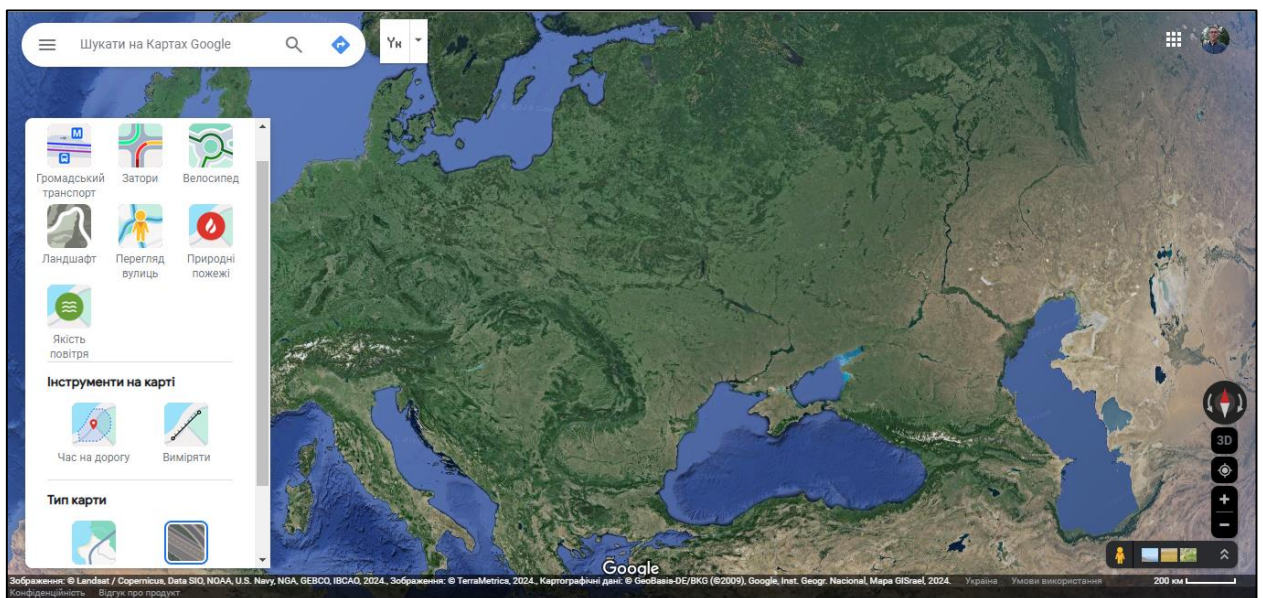 Шукати на Картах Google
Громадський транспорт
Затори
Велосипед
Ландшафт
Перегляд вулиць
Природні пожежі
Якість повітря
Інструменти на карті
Час на дорогу
Виміряти
Тип карти
3D
Google
Зображення: © Landsat / Copernicus, Data SIO, NOAA, U.S. Navy, NGA, GEBCO, IBCAO, 2024., Зображення: © TerraMetrics, 2024., Картографічні дані: © GeoBasis-DE/BKG (©2009), Google, Inst. Geogr. Nacional, Mapa GISrael, 2024. Україна Умови використання 200 км
Конфіденційність Відгук про продукт